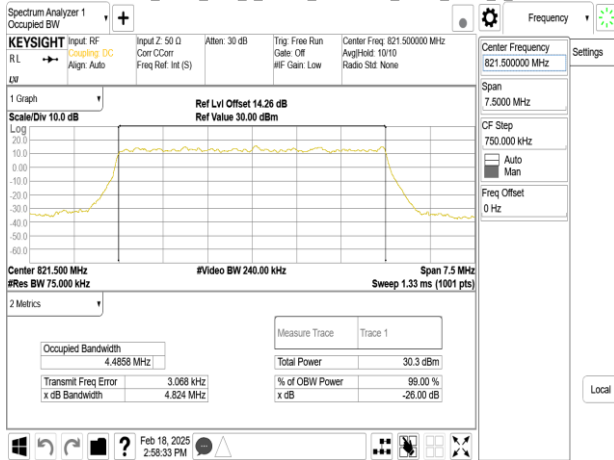 Spectrum Analyzer 1
Occupied BW
+
Frequency
KEYSIGHT
RL
LXI
Input: RF
Coupling: DC
Align: Auto
Input Z: 50 Ω
Corr CCorr
Freq Ref: Int (S)
Atten: 30 dB
Trig: Free Run
Gate: Off
#IF Gain: Low
Center Freq: 821.500000 MHz
Avg|Hold: 10/10
Radio Std: None
Center Frequency
821.500000 MHz
Settings
Span
7.5000 MHz
CF Step
750.000 kHz
Auto
Man
Freq Offset
0 Hz
Local
1 Graph
Scale/Div 10.0 dB
Ref Lvl Offset 14.26 dB
Ref Value 30.00 dBm
Log
20.0
10.0
0.00
-10.0
-20.0
-30.0
-40.0
-50.0
-60.0
Center 821.500 MHz
#Video BW 240.00 kHz
Span 7.5 MHz
#Res BW 75.000 kHz
Sweep 1.33 ms (1001 pts)
2 Metrics
Measure Trace
Trace 1
Occupied Bandwidth
4.4858 MHz
Total Power
30.3 dBm
Transmit Freq Error
3.068 kHz
% of OBW Power
99.00 %
x dB Bandwidth
4.824 MHz
x dB
-26.00 dB
?
Feb 18, 2025
2:58:33 PM